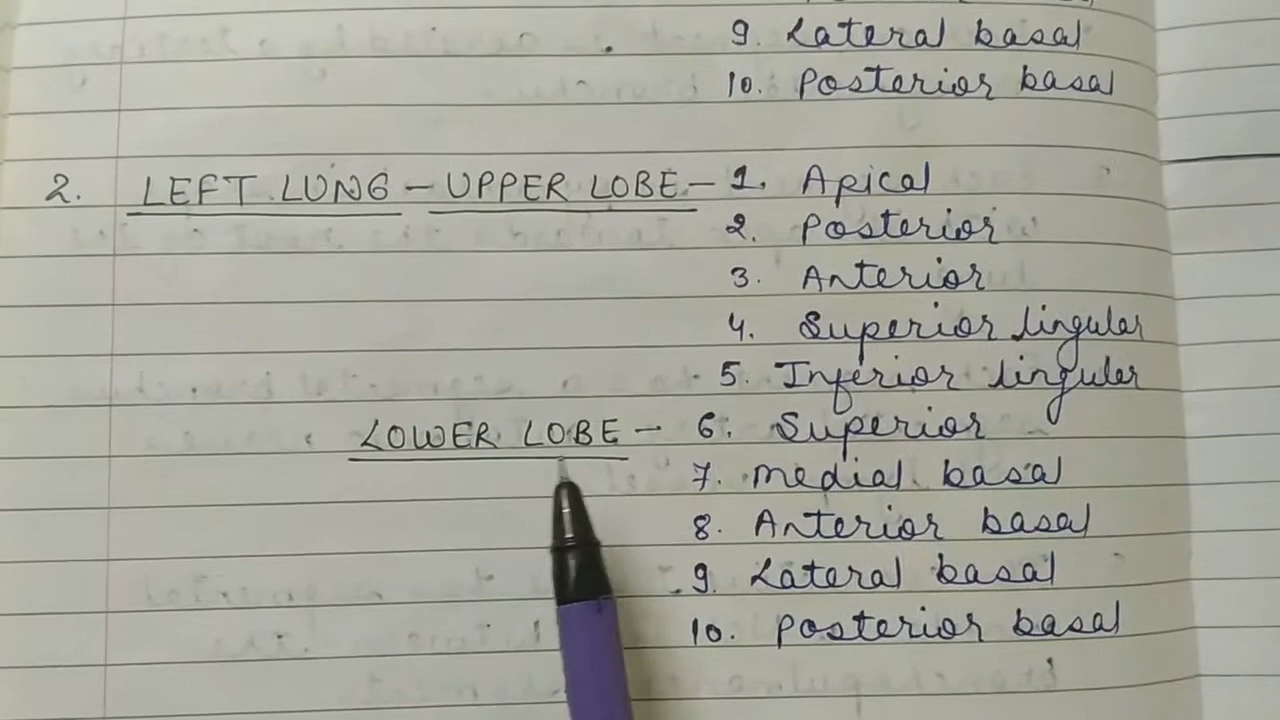 9. Lateral basal
10. Posterior basal
2. LEFT LUNG - UPPER LOBE - 1. Apical
2. Posterior
3. Anterior
4. Superior lingular
5. Inferior lingular
LOWER LOBE - 6. Superior
7. Medial basal
8. Anterior basal
9. Lateral basal
10. Posterior basal